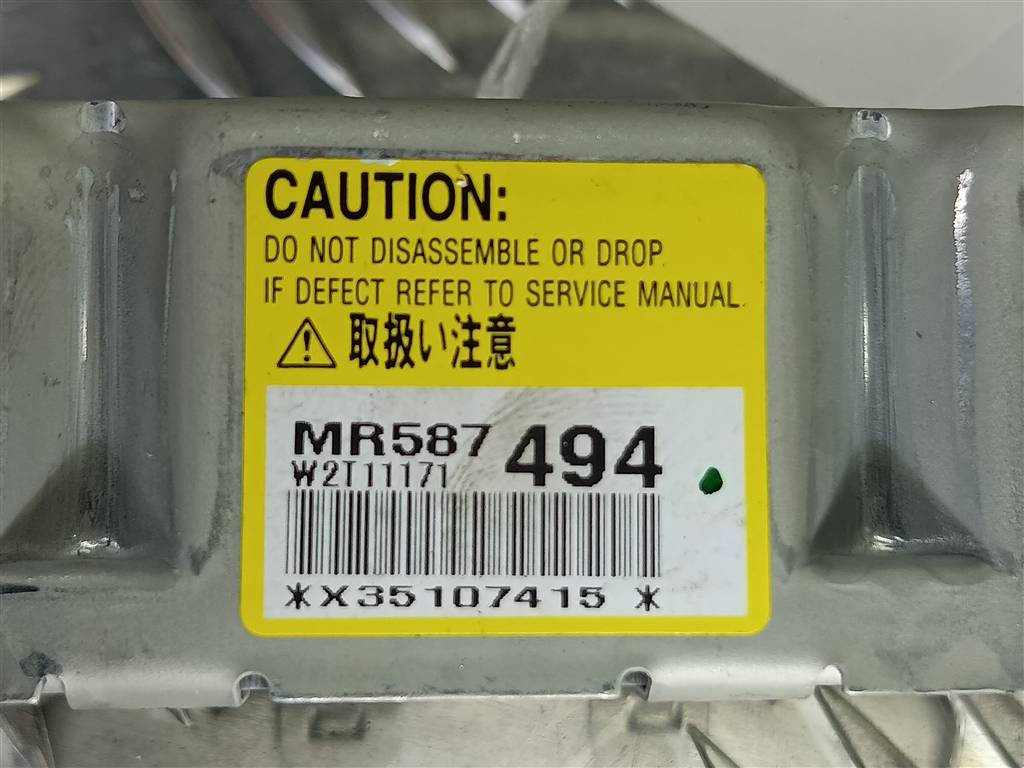 CAUTION:
DO NOT DISASSEMBLE OR DROP.
IF DEFECT REFER TO SERVICE MANUAL.
取扱い注意
MR587 494
W2T11171
*X35107415 *